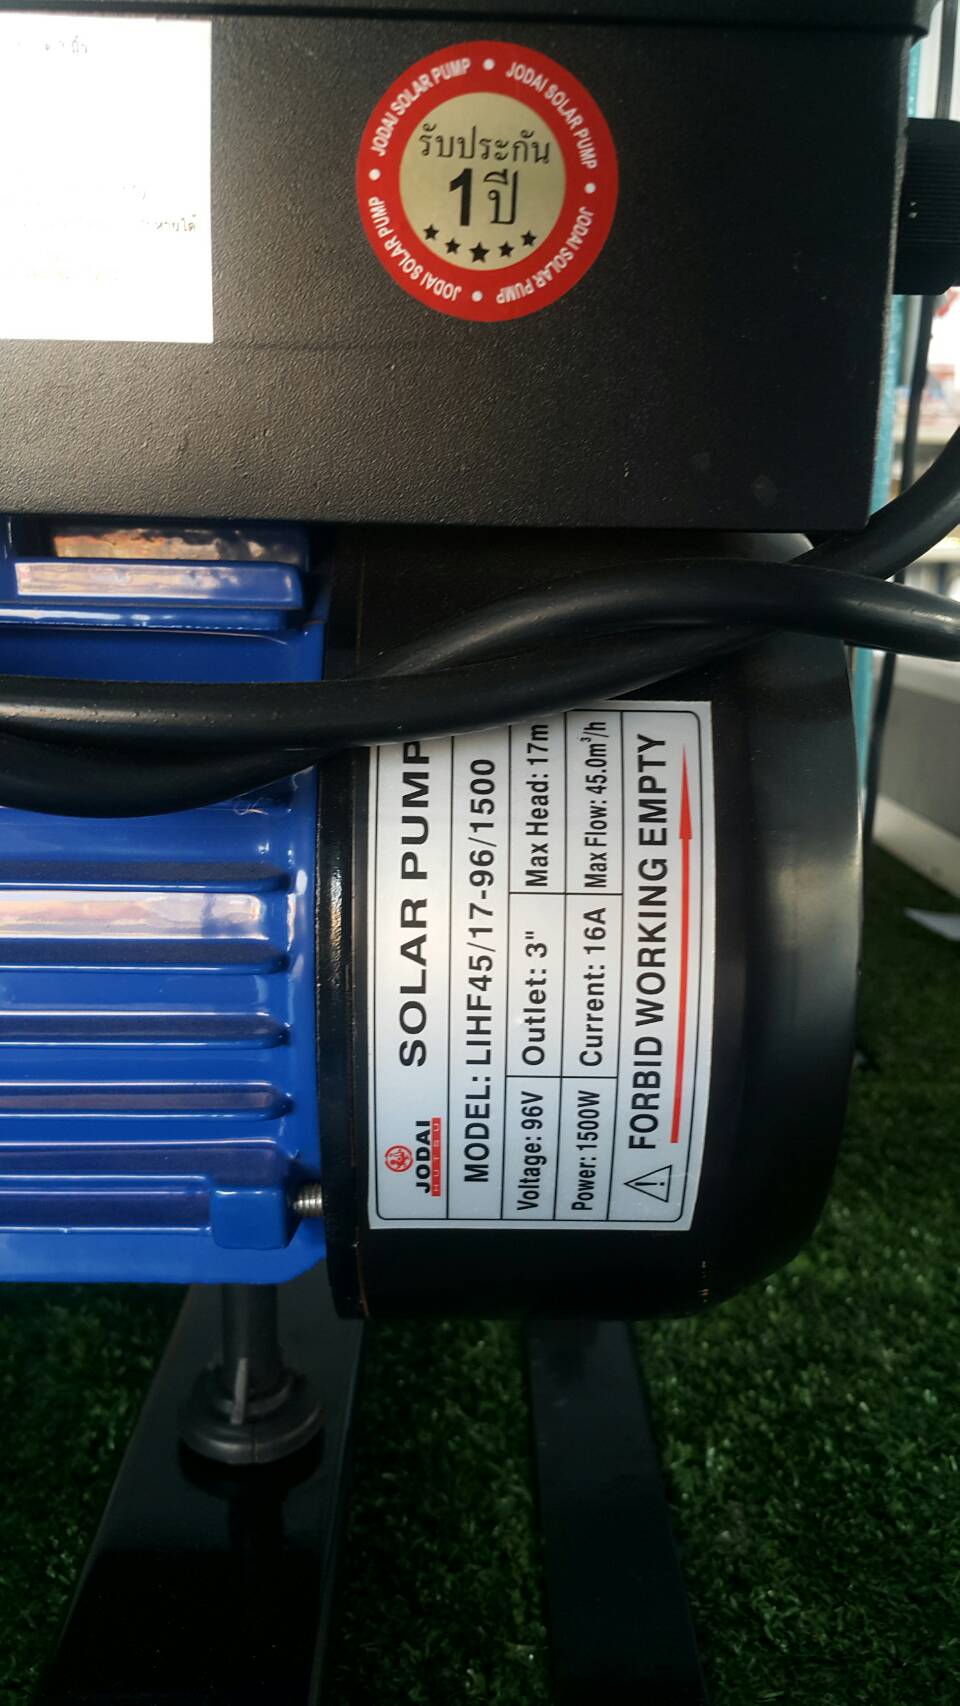 JODAI SOLAR PUMP • JODAI SOLAR PUMP • JODAI SOLAR PUMP • JODAI SOLAR PUMP •
รับประกัน
1 ปี
JODAI
HUTSU
SOLAR PUMP
MODEL: LIHF45/17-96/1500
Voltage: 96V
Outlet: 3"
Max Head: 17m
Power: 1500W
Current: 16A
Max Flow: 45.0m³/h
FORBID WORKING EMPTY